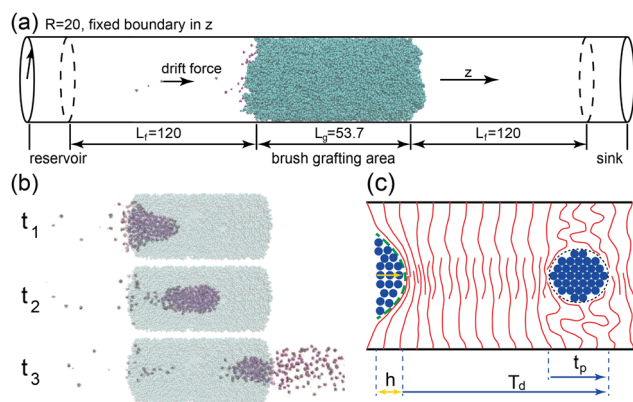 (a) R=20, fixed boundary in z
drift force
z
L_f=120 L_g=53.7 L_f=120
reservoir brush grafting area sink
(b) (c)
t_1
t_2
t_3
t_p
h T_d